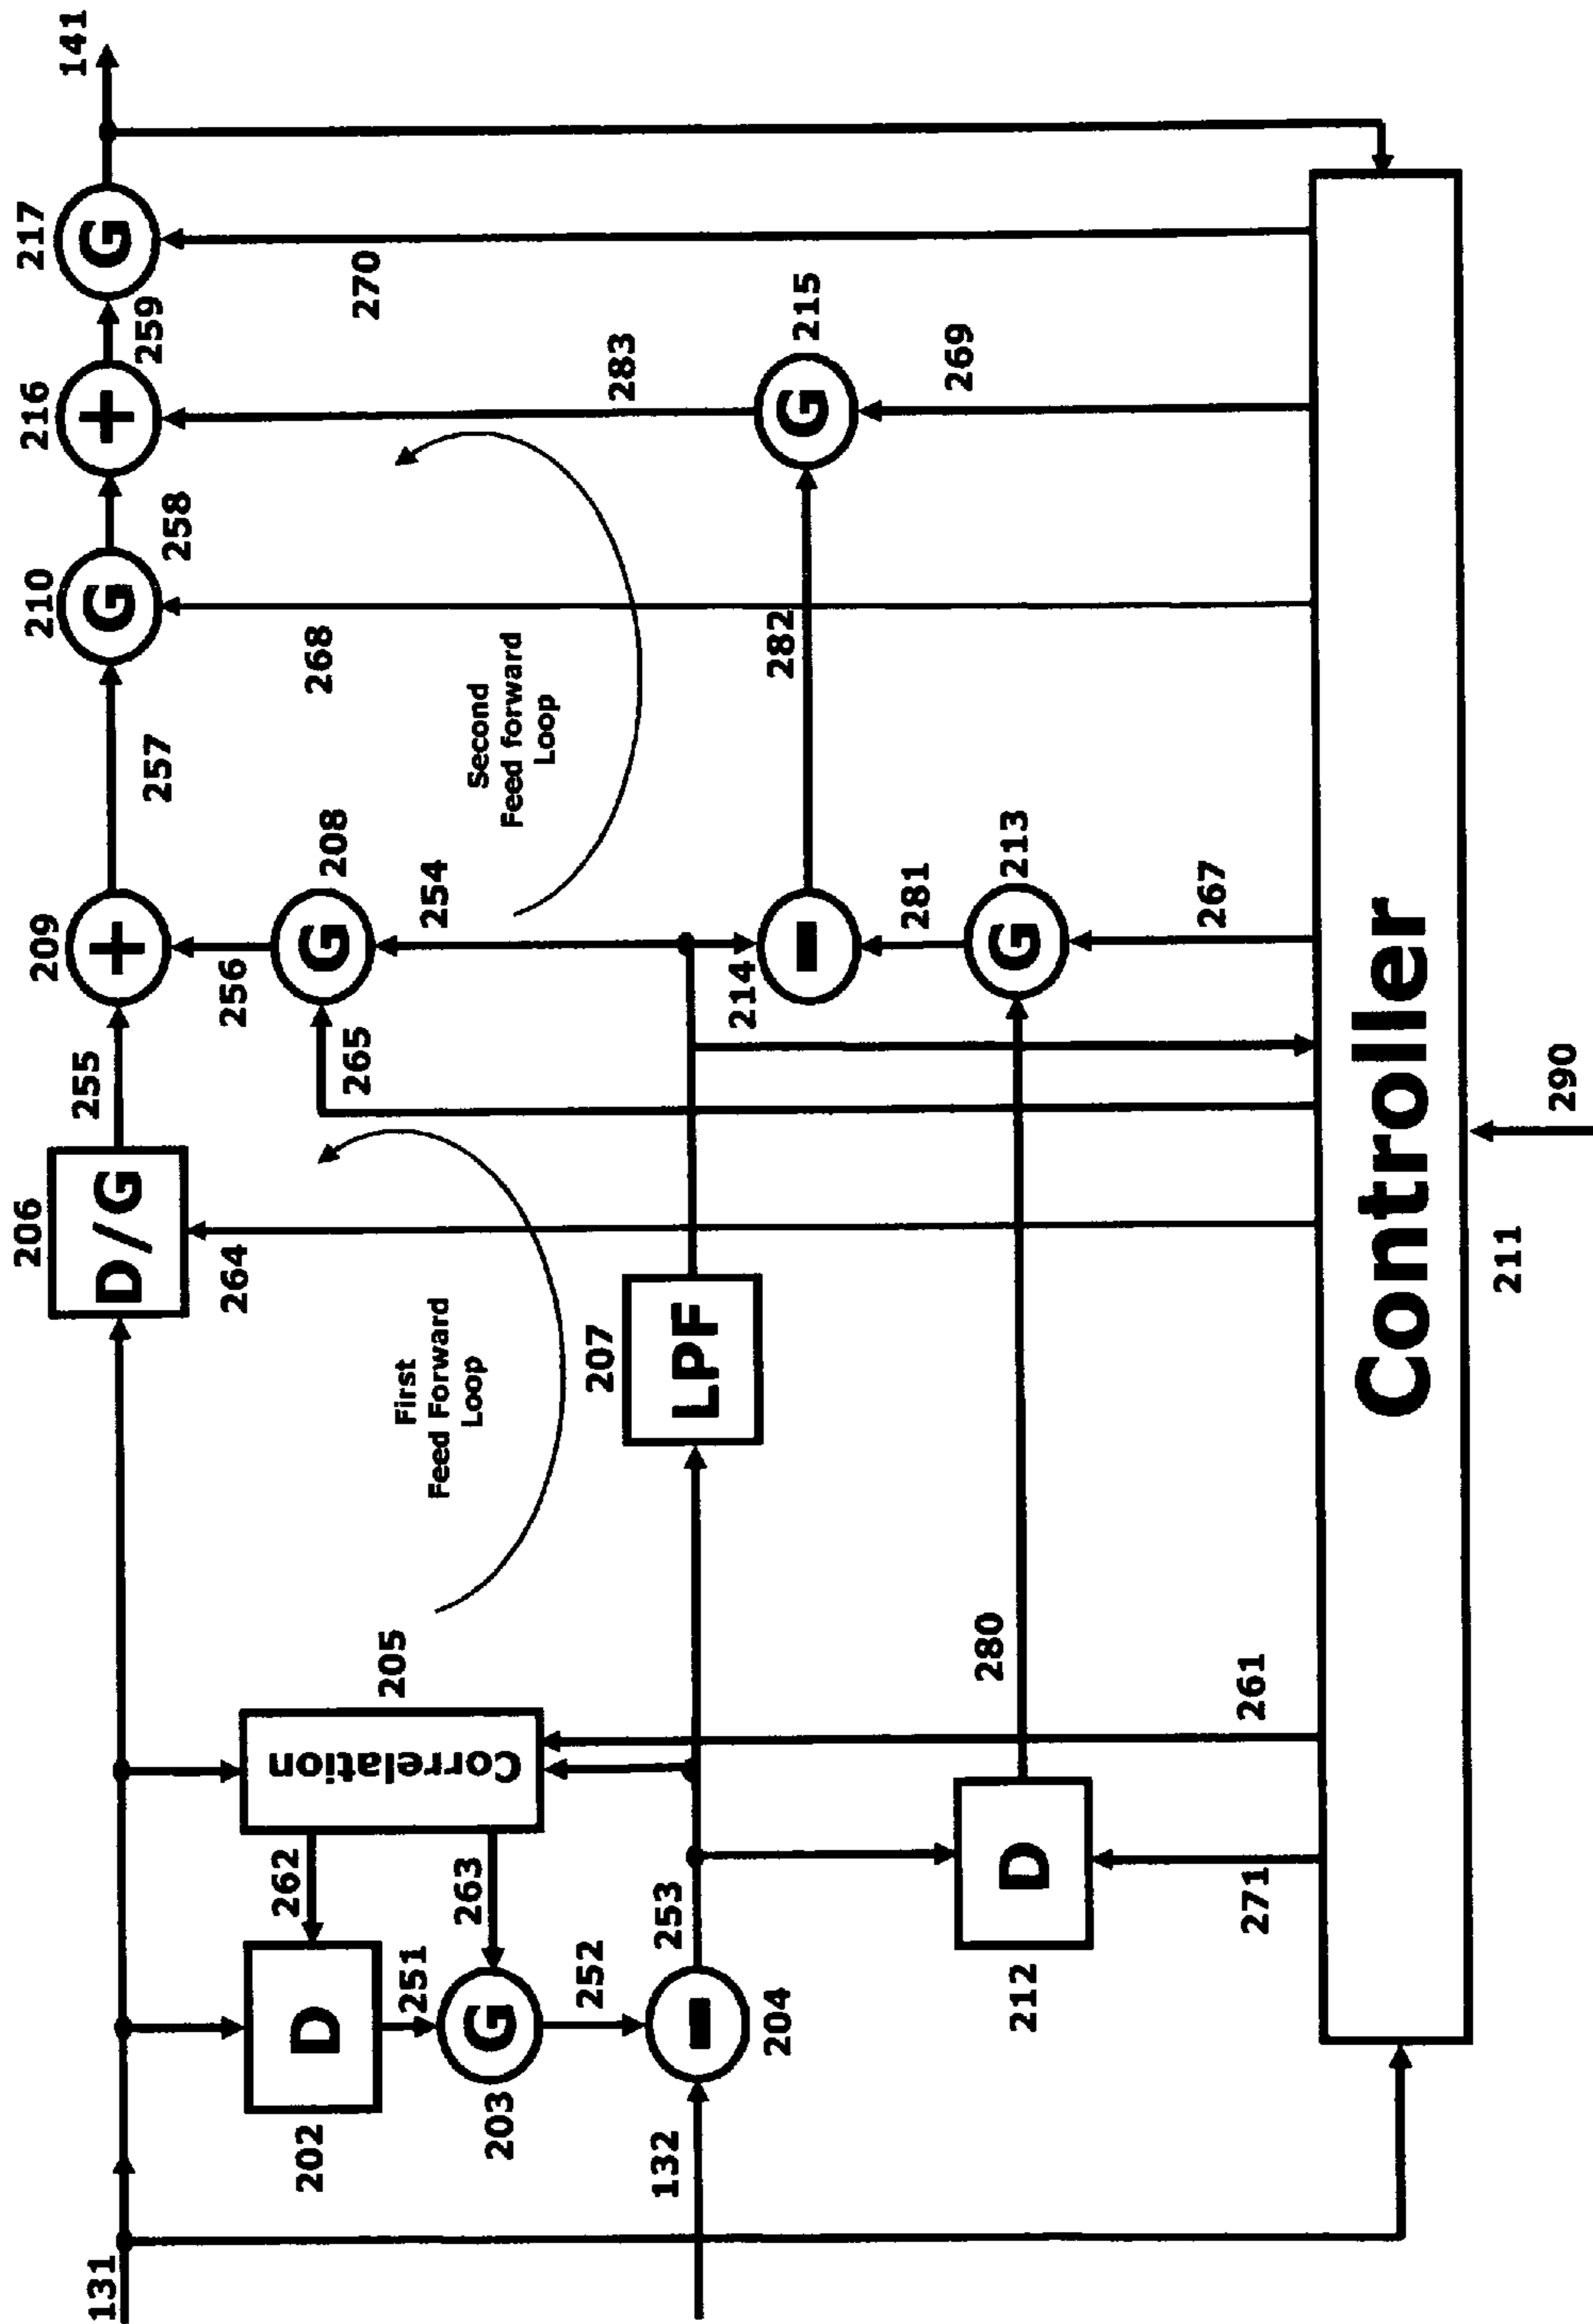 131
141
206
255
209
257
210
258
216
259
217
202
262
205
Correlation
D
251
203
G
263
252
132
204
-
253
D/G
264
First
Feed Forward
Loop
207
LPF
265
256
+
G
208
254
Second
Feed forward
Loop
268
G
+
G
270
283
215
G
269
282
214
-
281
G
213
267
280
D
212
271
261
Controller
211
290